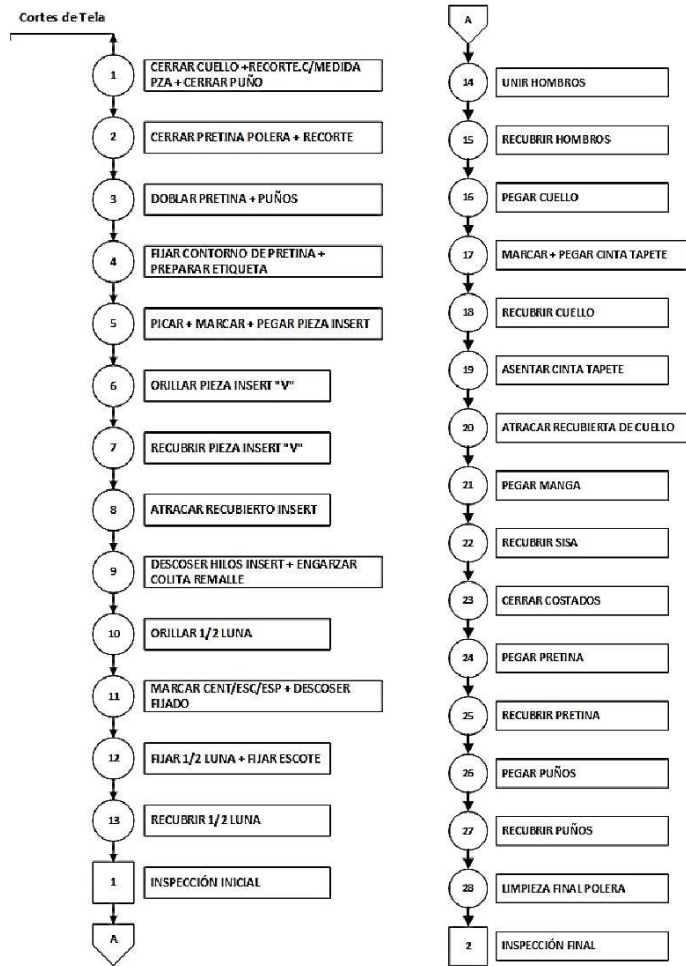 Cortes de Tela
1
CERRAR CUELLO +RECORTE.C/MEDIDA
PZA + CERRAR PUÑO
2
CERRAR PRETINA POLERA + RECORTE
3
DOBLAR PRETINA + PUÑOS
4
FIJAR CONTORNO DE PRETINA +
PREPARAR ETIQUETA
5
PICAR + MARCAR + PEGAR PIEZA INSERT
6
ORILLAR PIEZA INSERT "V"
7
RECUBRIR PIEZA INSERT "V"
8
ATRACAR RECUBIERTO INSERT
9
DESCOSER HILOS INSERT + ENGARZAR
COLITA REMALLE
10
ORILLAR 1/2 LUNA
11
MARCAR CENT/ESC/ESP + DESCOSER
FIJADO
12
FIJAR 1/2 LUNA + FIJAR ESCOTE
13
RECUBRIR 1/2 LUNA
1
INSPECCIÓN INICIAL
A
A
14
UNIR HOMBROS
15
RECUBRIR HOMBROS
16
PEGAR CUELLO
17
MARCAR + PEGAR CINTA TAPETE
18
RECUBRIR CUELLO
19
ASENTAR CINTA TAPETE
20
ATRACAR RECUBIERTA DE CUELLO
21
PEGAR MANGA
22
RECUBRIR SISA
23
CERRAR COSTADOS
24
PEGAR PRETINA
25
RECUBRIR PRETINA
26
PEGAR PUÑOS
27
RECUBRIR PUÑOS
28
LIMPIEZA FINAL POLERA
2
INSPECCIÓN FINAL